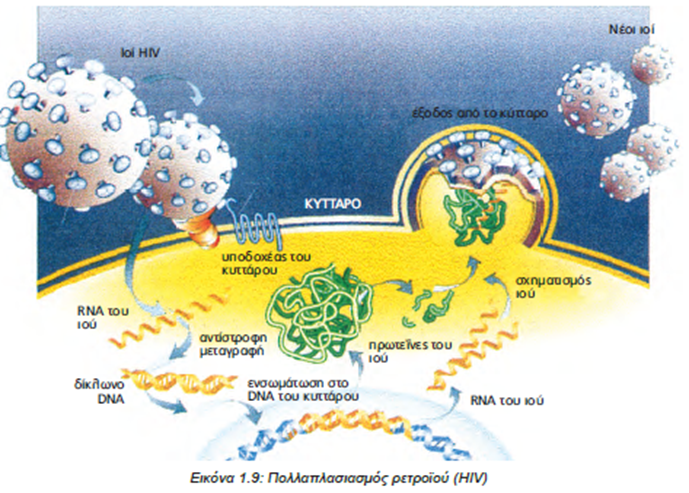 Νέοι ιοί
Ιοί HIV
έξοδος από το κύτταρο
ΚΥΤΤΑΡΟ
υποδοχέας του
κυττάρου
σχηματισμός
ιού
RNA του
ιού
αντίστροφη
μεταγραφή
πρωτεΐνες του
ιού
δίκλωνο
DNA
ενσωμάτωση στο
DNA του κυττάρου
RNA του ιού
Εικόνα 1.9: Πολλαπλασιασμός ρετροϊού (HIV)